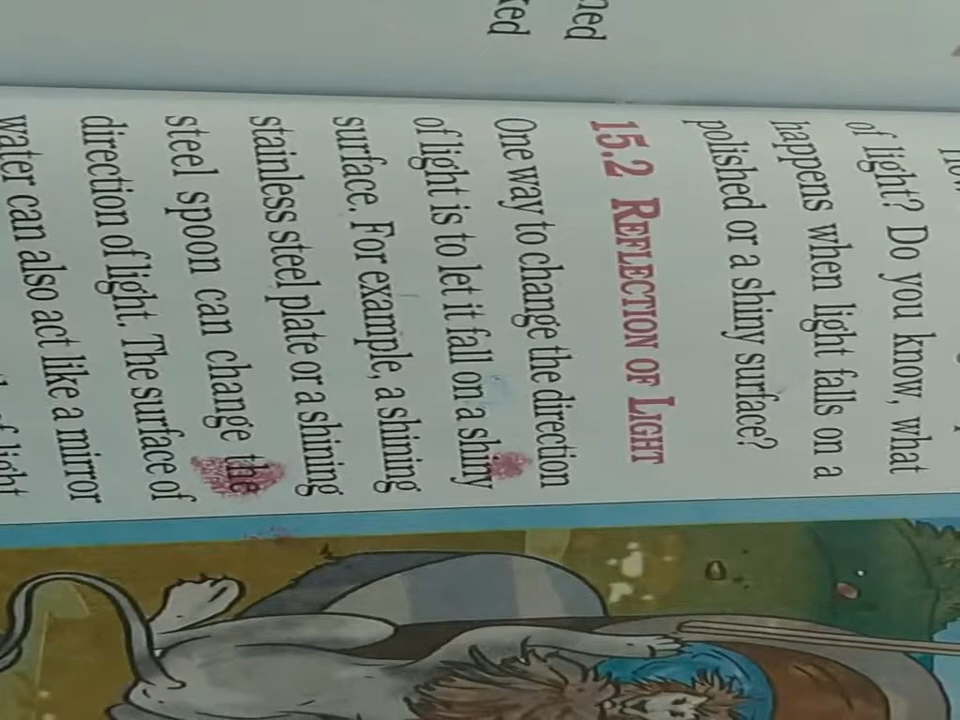 ked
of light? Do you know, what
happens when light falls on a
polished or a shiny surface?
15.2 REFLECTION OF LIGHT
One way to change the direction
of light is to let it fall on a shiny
surface. For example, a shining
stainless steel plate or a shining
steel spoon can change the
direction of light. The surface of
water can also act like a mirror
of light